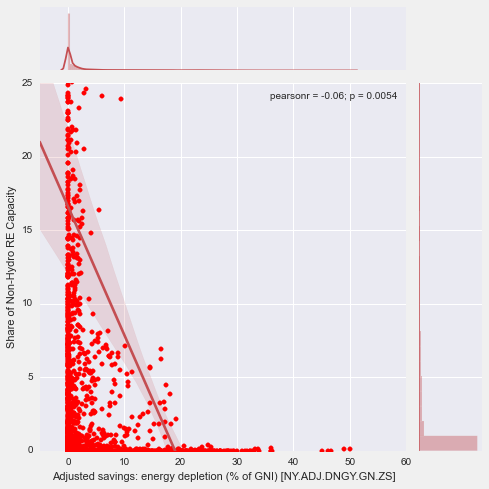 pearsonr = -0.06; p = 0.0054
25
20
15
10
5
0
Share of Non-Hydro RE Capacity
0 10 20 30 40 50 60
Adjusted savings: energy depletion (% of GNI) [NY.ADJ.DNGY.GN.ZS]